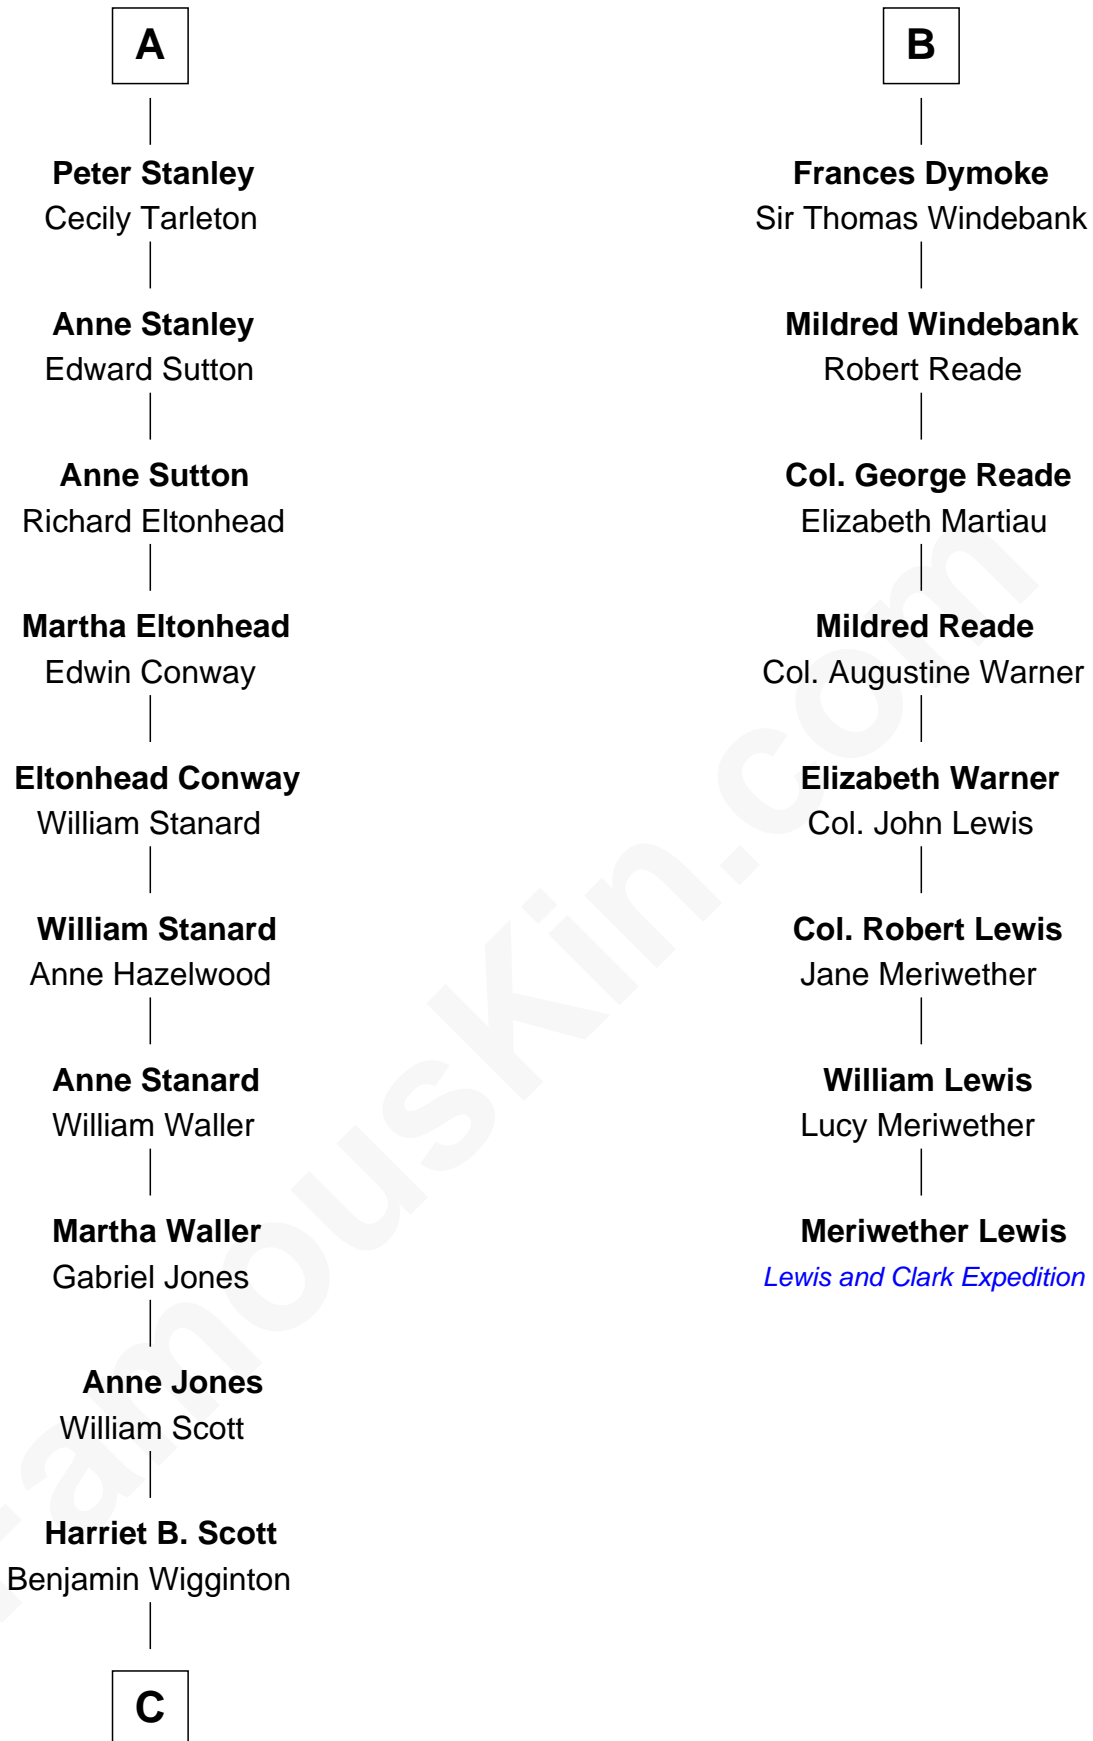 A
Peter Stanley
Cecily Tarleton
Anne Stanley
Edward Sutton
Anne Sutton
Richard Eltonhead
Martha Eltonhead
Edwin Conway
Eltonhead Conway
William Stanard
William Stanard
Anne Hazelwood
Anne Stanard
William Waller
Martha Waller
Gabriel Jones
Anne Jones
William Scott
Harriet B. Scott
Benjamin Wigginton
C
B
Frances Dymoke
Sir Thomas Windebank
Mildred Windebank
Robert Reade
Col. George Reade
Elizabeth Martiau
Mildred Reade
Col. Augustine Warner
Elizabeth Warner
Col. John Lewis
Col. Robert Lewis
Jane Meriwether
William Lewis
Lucy Meriwether
Meriwether Lewis
Lewis and Clark Expedition
FamousKin.com